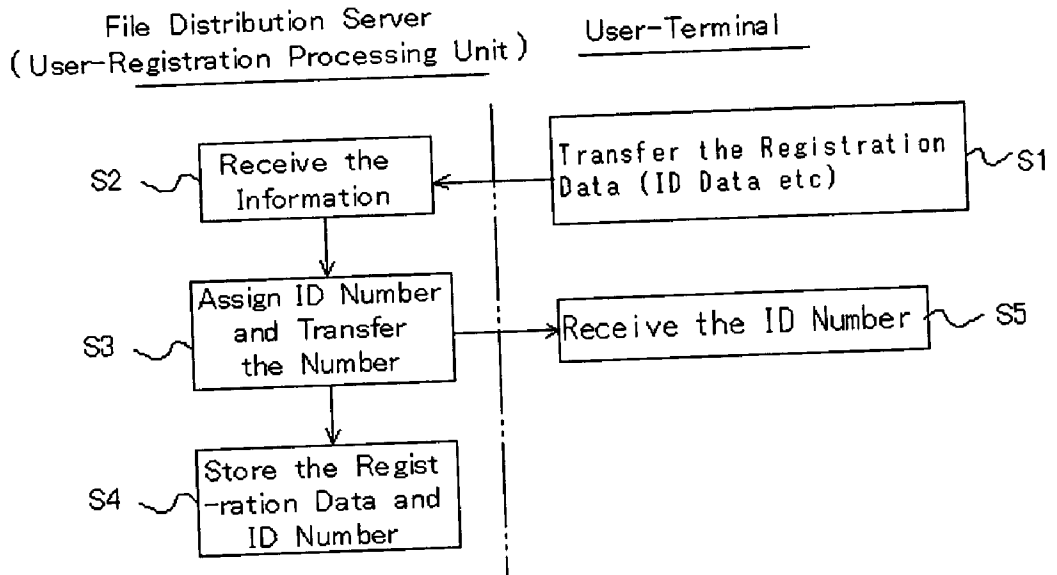 File Distribution Server
(User-Registration Processing Unit)
User-Terminal
S2
Receive the
Information
Transfer the Registration
Data (ID Data etc)
S1
S3
Assign ID Number
and Transfer
the Number
Receive the ID Number
S5
S4
Store the Regist
-ration Data and
ID Number